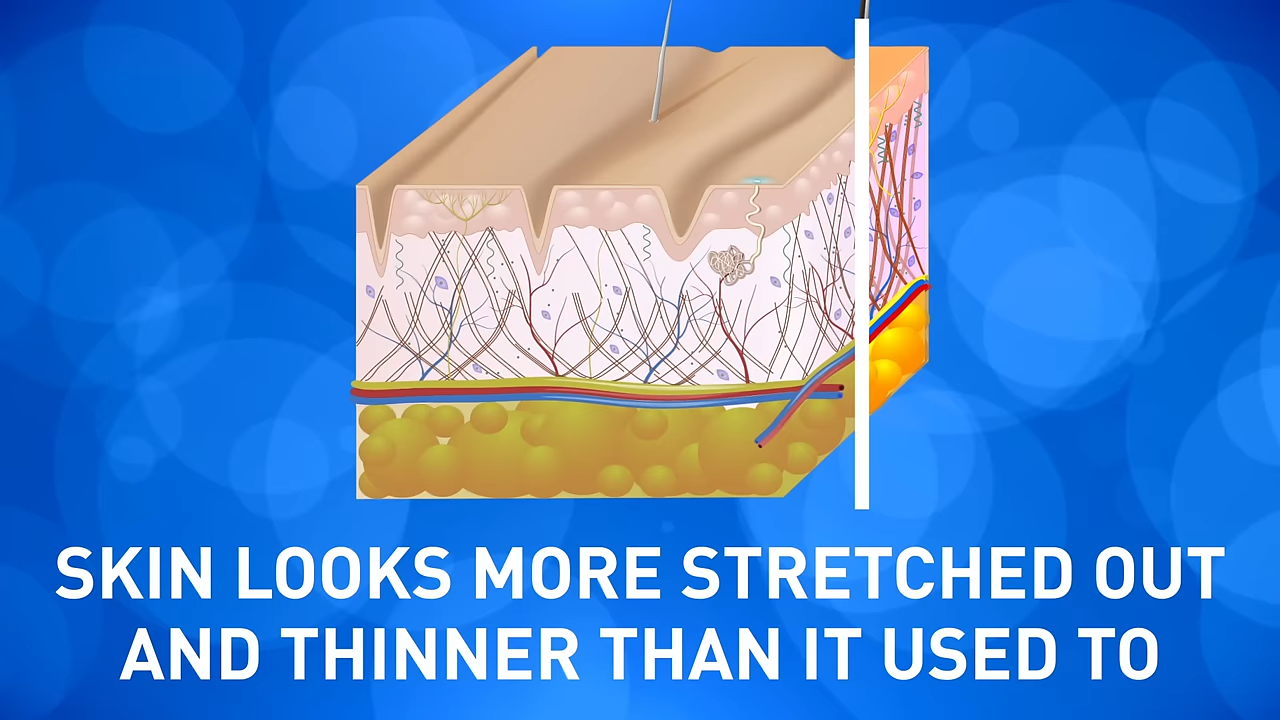 SKIN LOOKS MORE STRETCHED OUT
AND THINNER THAN IT USED TO